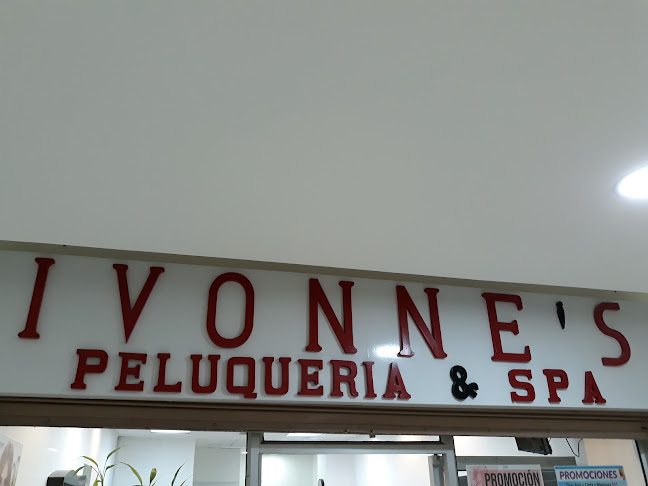 IVONNE'S
PELUQUERIA & SPA
PROMOCIÓN
PROMOCIONES